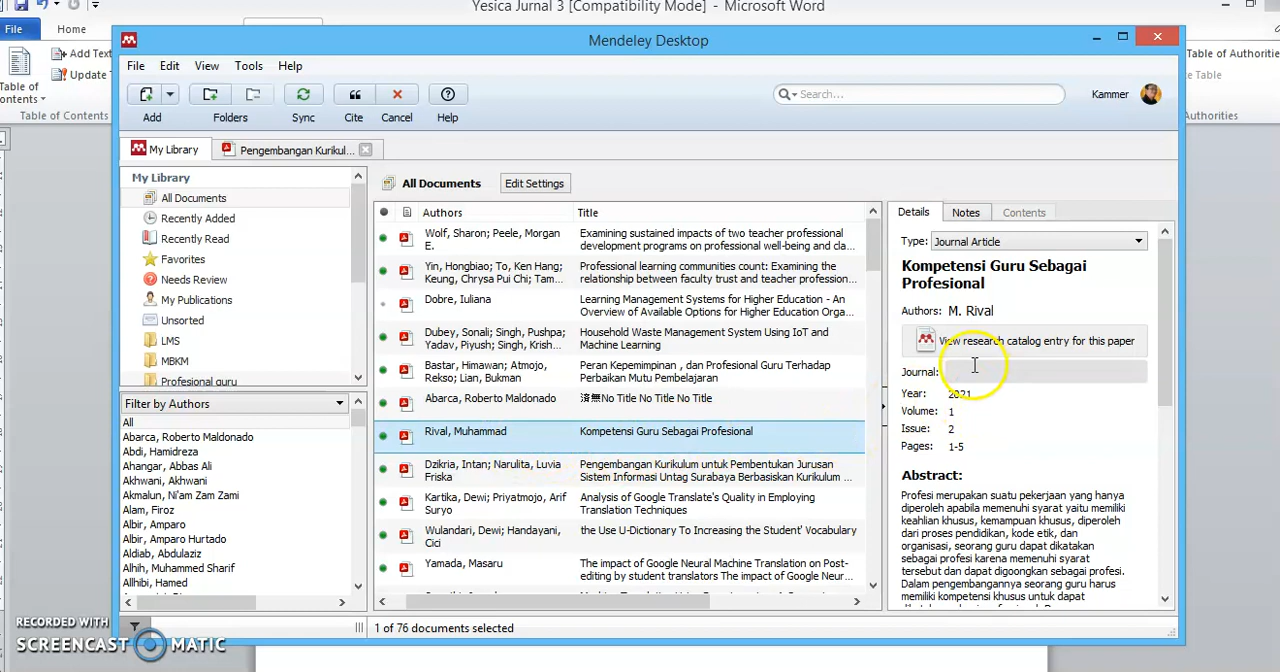 Yesica Jurnal 3 [Compatibility Mode] - Microsoft Word
File
Home
Add Text
Update T
Table of
Contents
Table of Contents
Table of Authorities
Table
Authorities
Mendeley Desktop
File Edit View Tools Help
Add Folders Sync Cite Cancel Help
Search...
Kammer
My Library
Pengembangan Kurikul...
My Library
All Documents
Recently Added
Recently Read
Favorites
Needs Review
My Publications
Unsorted
LMS
MBKM
Profesional guru
Filter by Authors
All
Abarca, Roberto Maldonado
Abdi, Hamidreza
Ahangar, Abbas Ali
Akhwani, Akhwani
Akmalun, Ni'am Zam Zami
Alam, Firoz
Albir, Amparo
Albir, Amparo Hurtado
Aldiab, Abdulaziz
Alhih, Muhammed Sharif
Allhibi, Hamed
All Documents
Edit Settings
Authors Title
Wolf, Sharon; Peele, Morgan
E.
Examining sustained impacts of two teacher professional
development programs on professional well-being and cla...
Yin, Hongbiao; To, Ken Hang;
Keung, Chrysa Pui Chi; Tam...
Professional learning communities count: Examining the
relationship between faculty trust and teacher profession...
Dobre, Iuliana
Learning Management Systems for Higher Education - An
Overview of Available Options for Higher Education Orga...
Dubey, Sonali; Singh, Pushpa;
Yadav, Piyush; Singh, Krish...
Household Waste Management System Using IoT and
Machine Learning
Bastar, Himawan; Atmojo,
Rekso; Lian, Bukman
Peran Kepemimpinan , dan Profesional Guru Terhadap
Perbaikan Mutu Pembelajaran
Abarca, Roberto Maldonado
済無No Title No Title No Title
Rival, Muhammad
Kompetensi Guru Sebagai Profesional
Dzikria, Intan; Narulita, Luvia
Friska
Pengembangan Kurikulum untuk Pembentukan Jurusan
Sistem Informasi Untag Surabaya Berbasiskan Kurikulum ...
Kartika, Dewi; Priyatmojo, Arif
Suryo
Analysis of Google Translate's Quality in Employing
Translation Techniques
Wulandari, Dewi; Handayani,
Cici
the Use U-Dictionary To Increasing the Student' Vocabulary
Yamada, Masaru
The impact of Google Neural Machine Translation on Post-
editing by student translators The impact of Google Neur...
1 of 76 documents selected
Details Notes Contents
Type: Journal Article
Kompetensi Guru Sebagai
Profesional
Authors: M. Rival
View research catalog entry for this paper
Journal:
Year: 2021
Volume: 1
Issue: 2
Pages: 1-5
Abstract:
Profesi merupakan suatu pekerjaan yang hanya
diperoleh apabila memenuhi syarat yaitu memiliki
keahlian khusus, kemampuan khusus, diperoleh
dari proses pendidikan, kode etik, dan
organisasi, seorang guru dapat dikatakan
sebagai profesi karena memenuhi syarat
tersebut dan dapat digoongkan sebagai profesi.
Dalam pengembangannya seorang guru harus
memiliki kompetensi khusus untuk dapat
RECORDED WITH
SCREENCAST MATIC